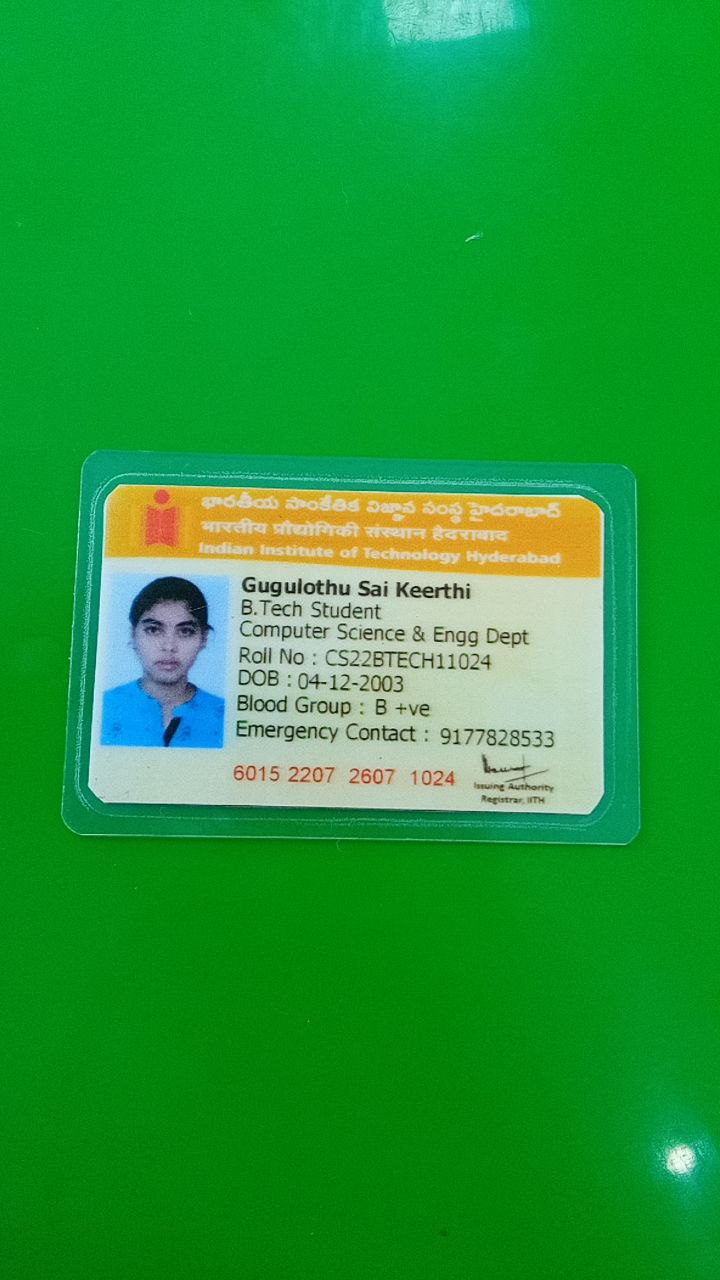 భారతీయ సాంకేతిక విజ్ఞాన సంస్థ హైదరాబాద్
भारतीय प्रौद्योगिकी संस्थान हैदराबाद
Indian Institute of Technology Hyderabad
Gugulothu Sai Keerthi
B.Tech Student
Computer Science & Engg Dept
Roll No : CS22BTECH11024
DOB : 04-12-2003
Blood Group : B +ve
Emergency Contact : 9177828533
6015 2207 2607 1024
Issuing Authority
Registrar, IITH